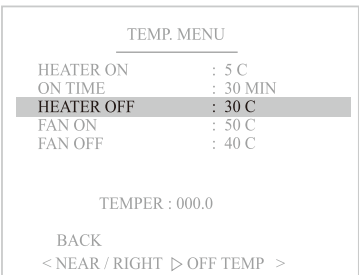 TEMP. MENU
HEATER ON : 5 C
ON TIME : 30 MIN
HEATER OFF : 30 C
FAN ON : 50 C
FAN OFF : 40 C
TEMPER : 000.0
BACK
< NEAR / RIGHT ▷ OFF TEMP >